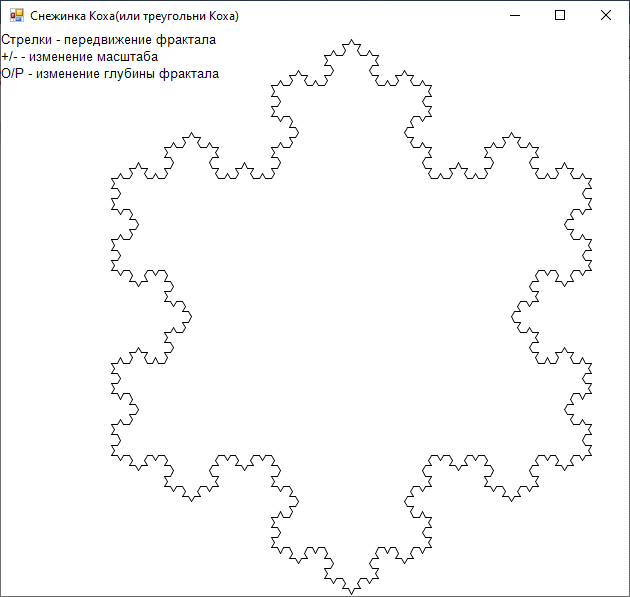 Снежинка Коха(или треугольни Коха)
Стрелки - передвижение фрактала
+/- - изменение масштаба
O/P - изменение глубины фрактала